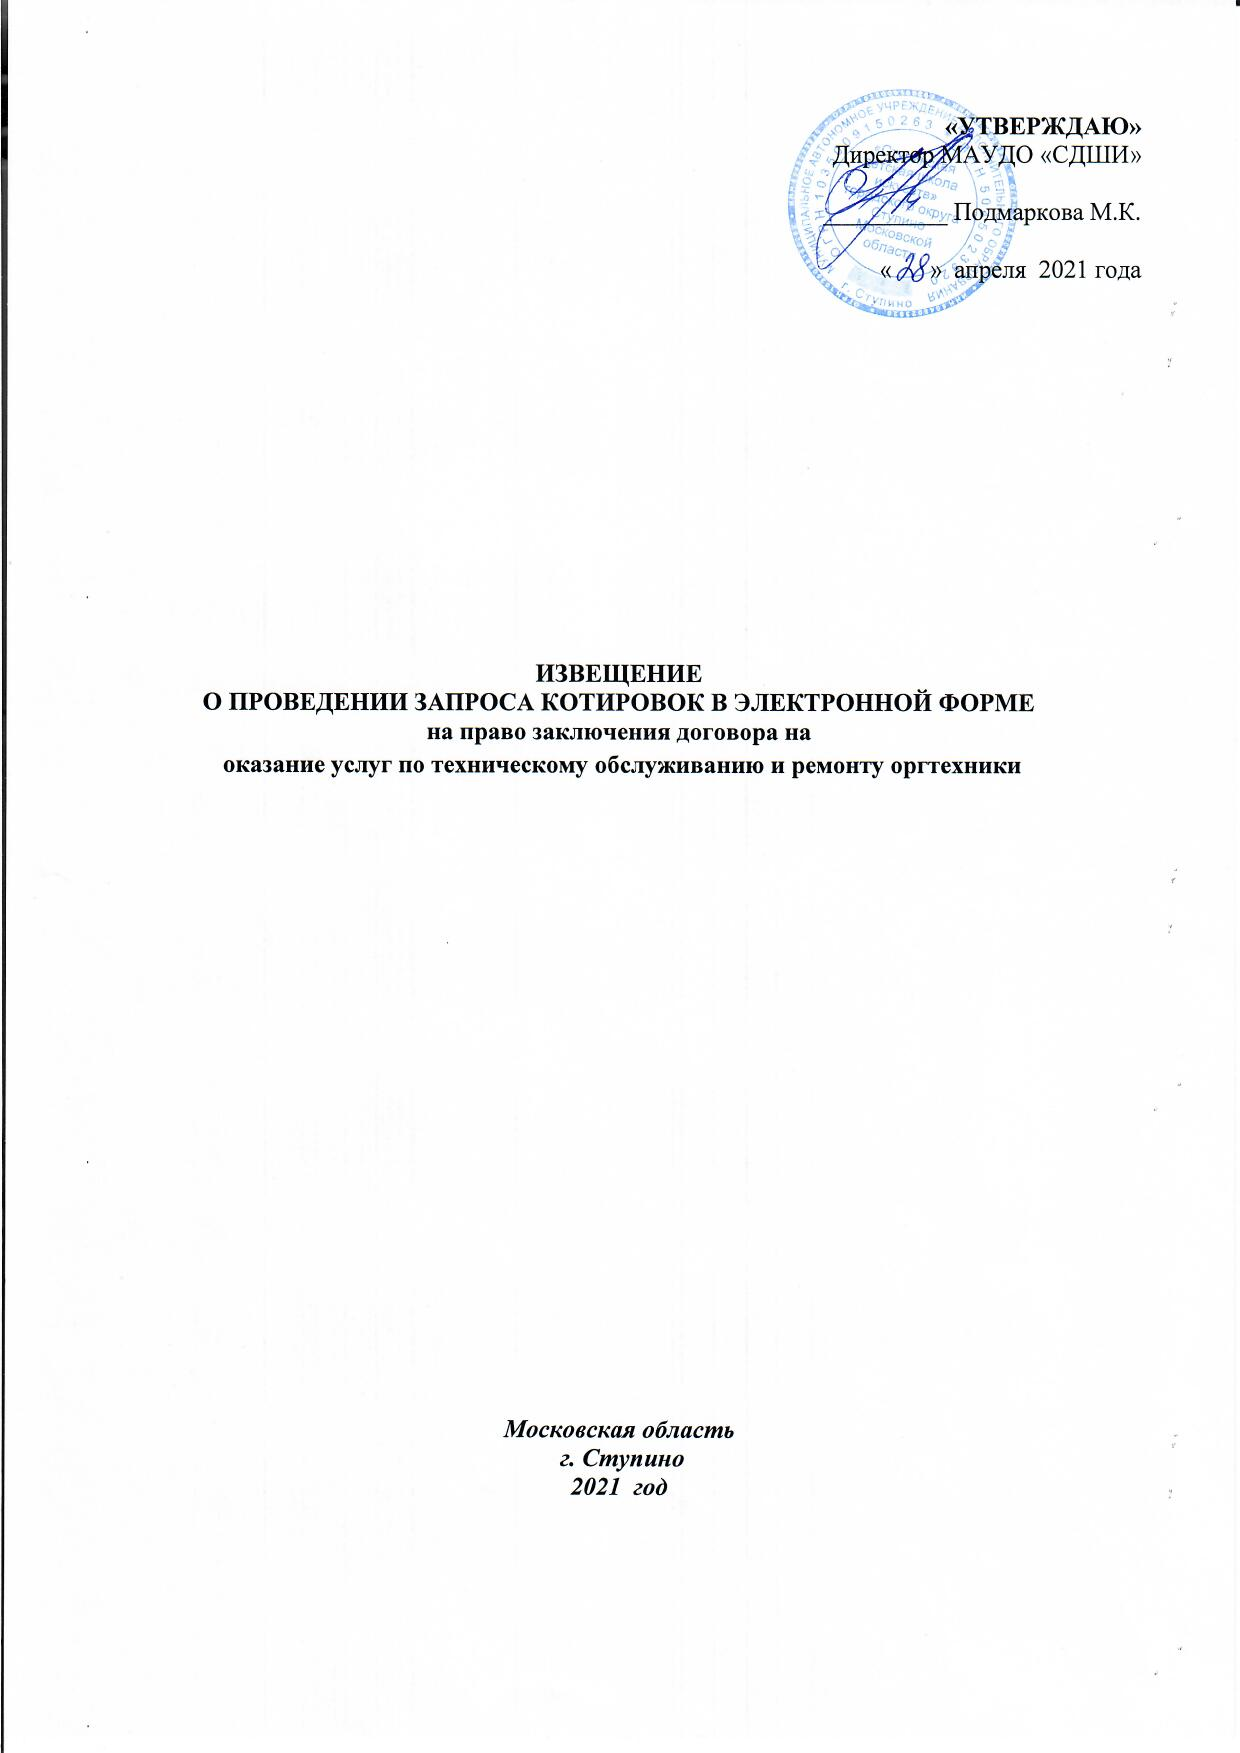 «УТВЕРЖДАЮ»
Директор МАУДО «СДШИ»
Подмаркова М.К.
«28» апреля 2021 года
г. Ступино
ИЗВЕЩЕНИЕ
О ПРОВЕДЕНИИ ЗАПРОСА КОТИРОВОК В ЭЛЕКТРОННОЙ ФОРМЕ
на право заключения договора на
оказание услуг по техническому обслуживанию и ремонту оргтехники
Московская область
г. Ступино
2021 год